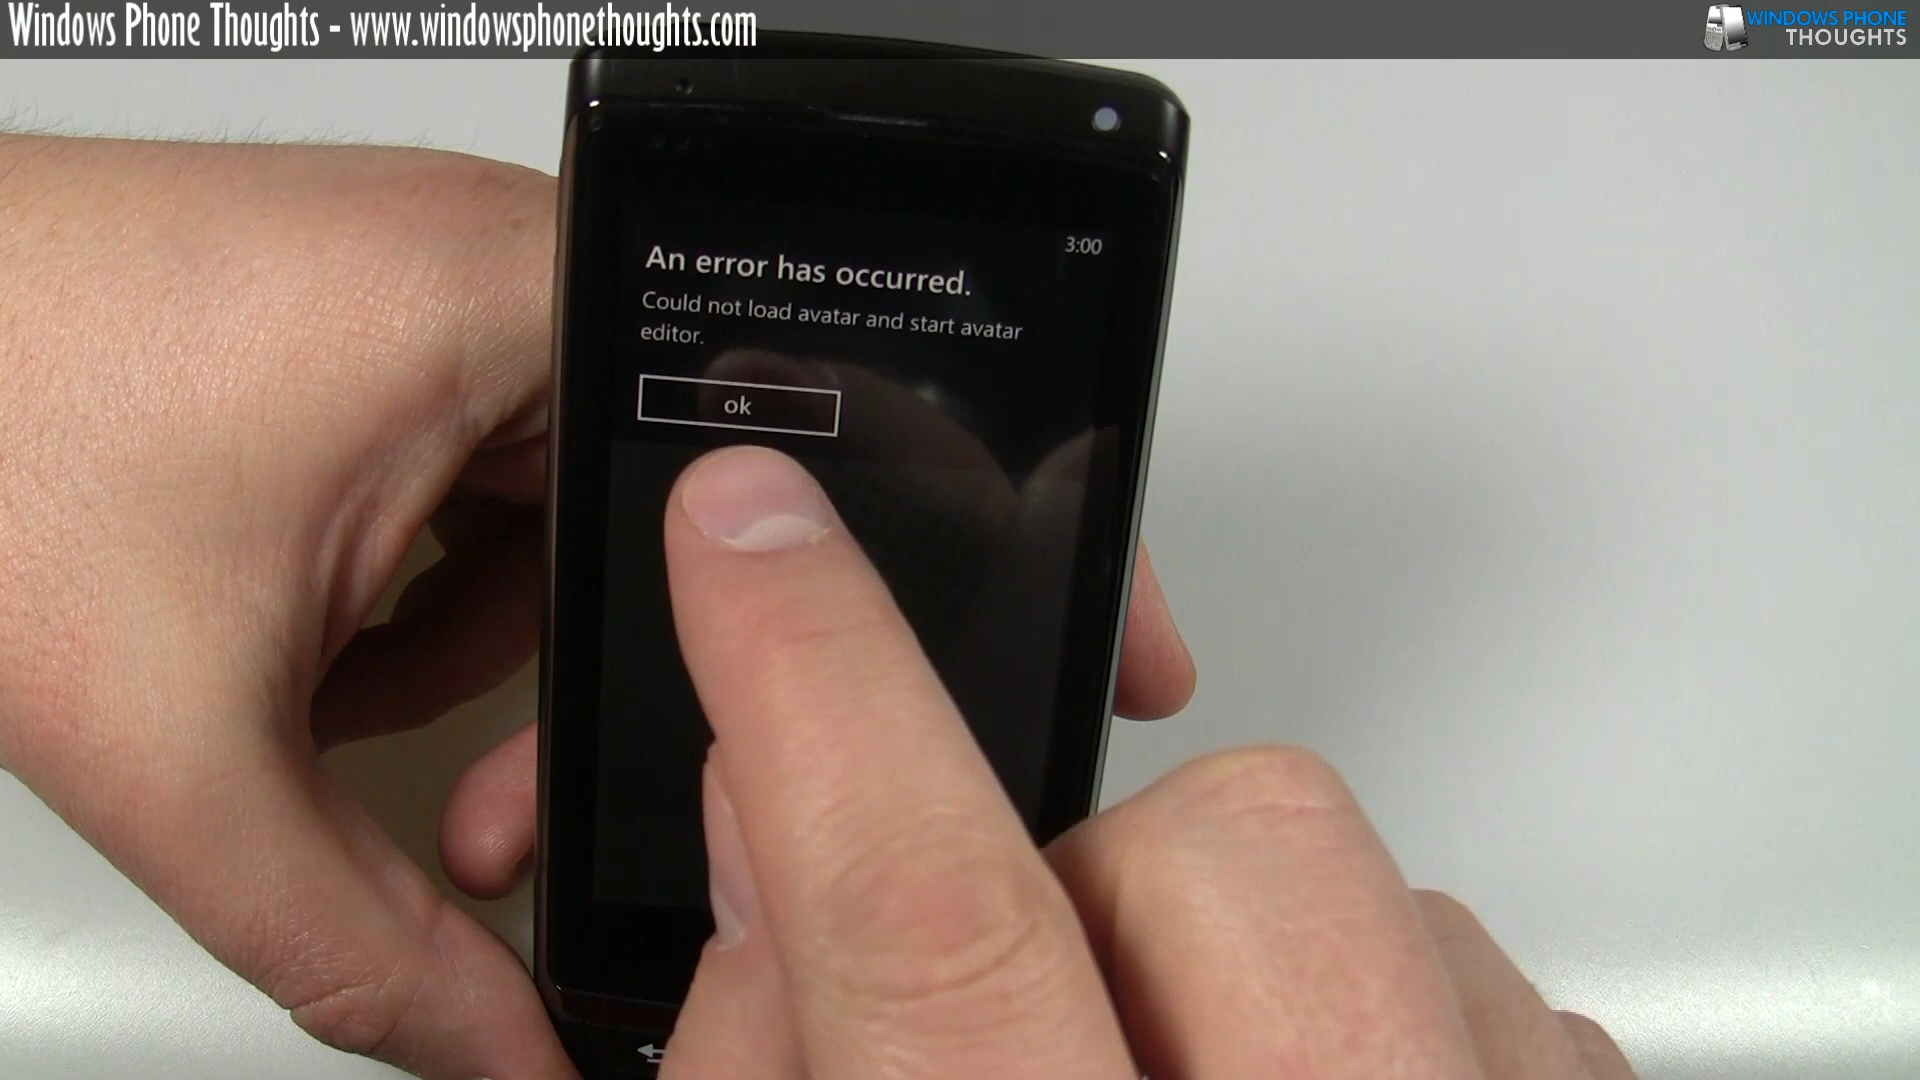 Windows Phone Thoughts - www.windowsphonethoughts.com
WINDOWS PHONE
THOUGHTS
3:00
An error has occurred.
Could not load avatar and start avatar
editor.
ok